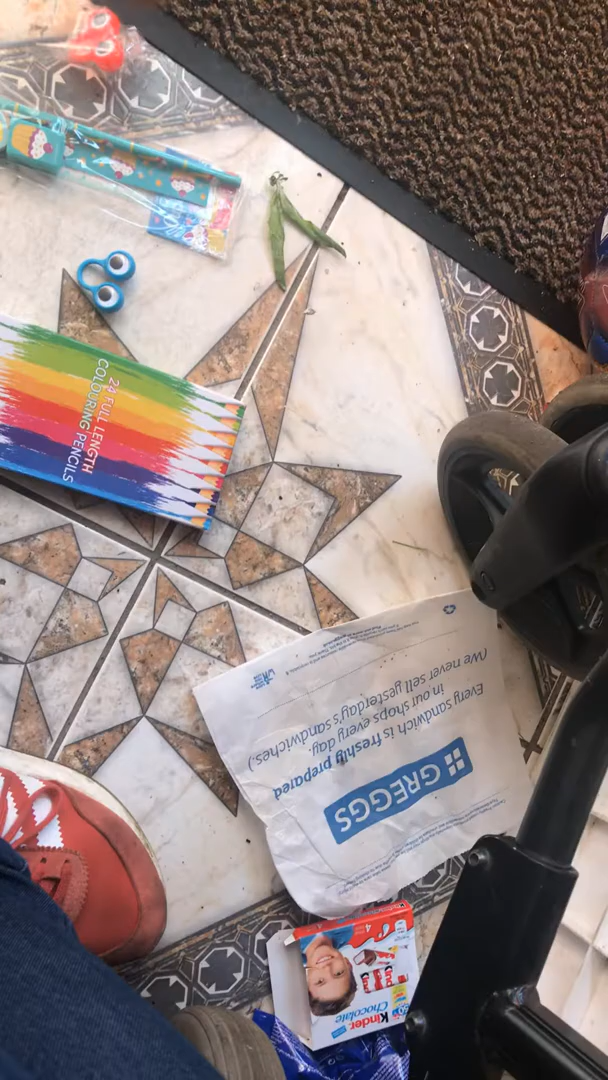 24 FULL LENGTH
COLOURING PENCILS
GREGGS
Every sandwich is freshly prepared
in our shops every day.
(We never sell yesterday's sandwiches.)
Kinder
Chocolate